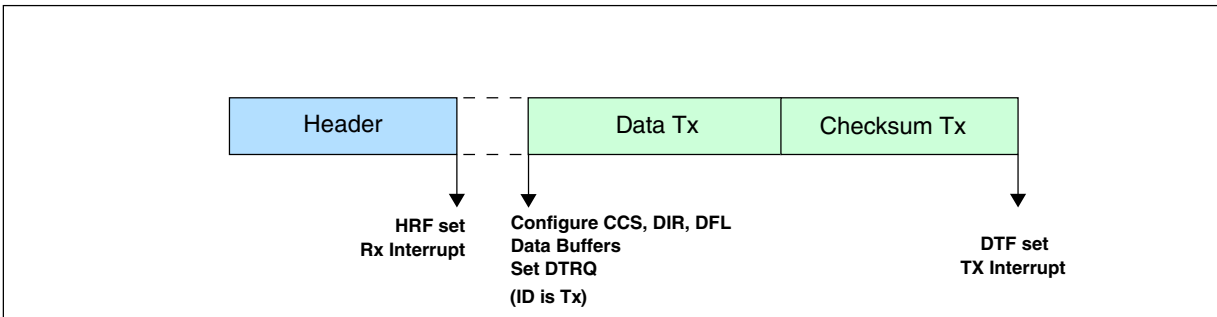 Header
Data Tx
Checksum Tx
HRF set
Rx Interrupt
Configure CCS, DIR, DFL
Data Buffers
Set DTRQ
(ID is Tx)
DTF set
TX Interrupt